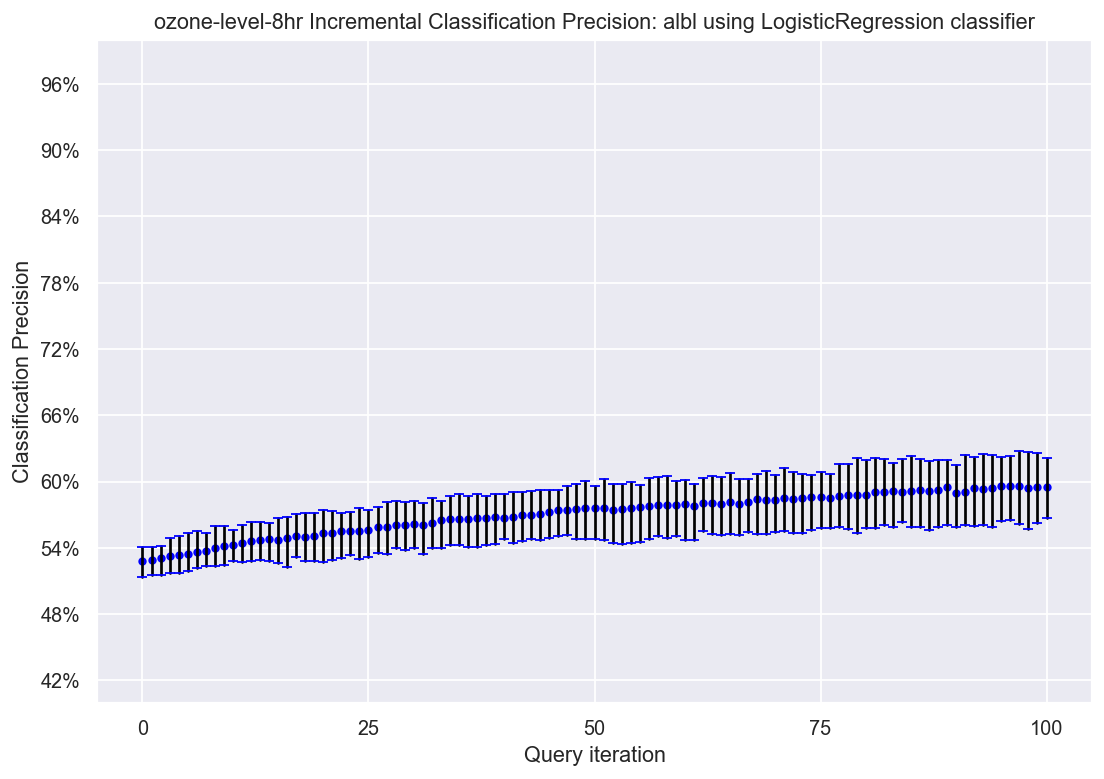 ozone-level-8hr Incremental Classification Precision: albl using LogisticRegression classifier
96%
90%
84%
78%
72%
66%
60%
54%
48%
42%
Classification Precision
0 25 50 75 100
Query iteration